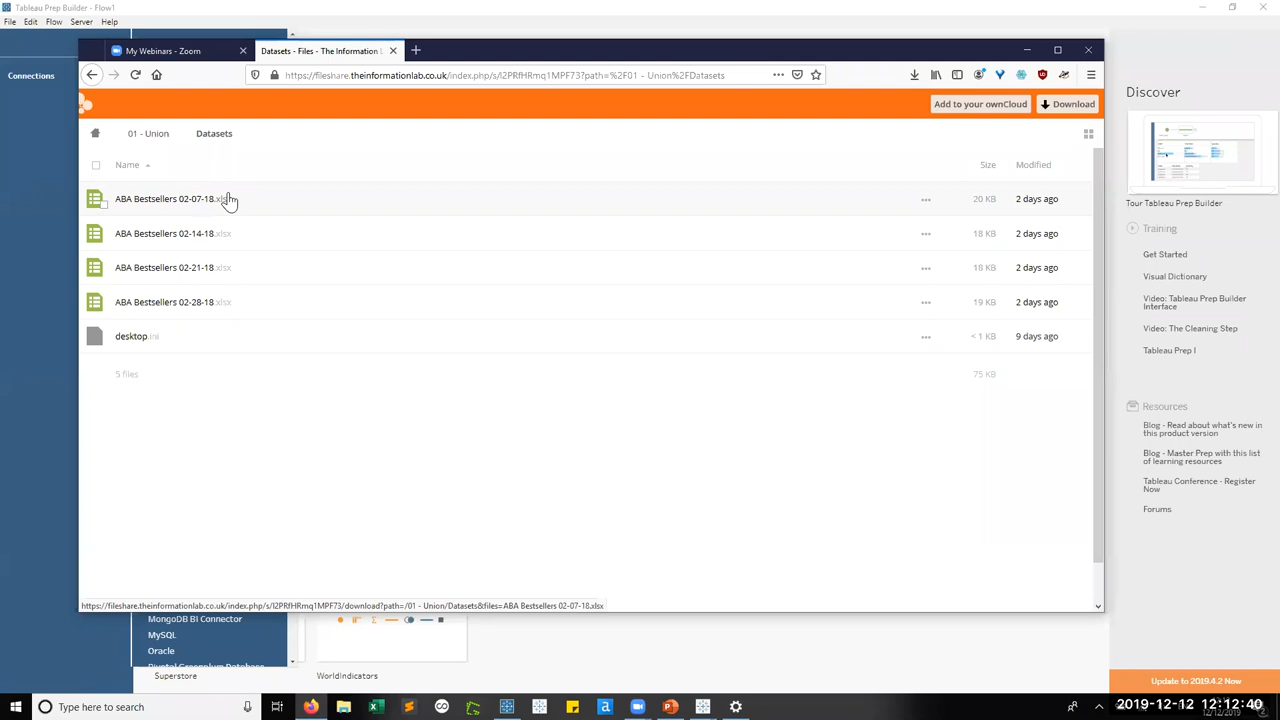 Tableau Prep Builder - Flow1
File Edit Flow Server Help
Connections
My Webinars - Zoom
Datasets - Files - The Information L
https://fileshare.theinformationlab.co.uk/index.php/s/I2PRfHRmq1MPF73?path=%2F01 - Union%2FDatasets
Add to your ownCloud
Download
01 - Union
Datasets
Name
Size
Modified
ABA Bestsellers 02-07-18.xlsx
20 KB
2 days ago
ABA Bestsellers 02-14-18.xlsx
18 KB
2 days ago
ABA Bestsellers 02-21-18.xlsx
18 KB
2 days ago
ABA Bestsellers 02-28-18.xlsx
19 KB
2 days ago
desktop.ini
< 1 KB
9 days ago
5 files
75 KB
https://fileshare.theinformationlab.co.uk/index.php/s/I2PRfHRmq1MPF73/download?path=/01 - Union/Datasets&files=ABA Bestsellers 02-07-18.xlsx
MongoDB BI Connector
MySQL
Oracle
Pivotal Greenplum Database
Superstore
WorldIndicators
Discover
Tour Tableau Prep Builder
Training
Get Started
Visual Dictionary
Video: Tableau Prep Builder
Interface
Video: The Cleaning Step
Tableau Prep I
Resources
Blog - Read about what's new in
this product version
Blog - Master Prep with this list
of learning resources
Tableau Conference - Register
Now
Forums
Update to 2019.4.2 Now
Type here to search
2019-12-12 12:12:40
12/12/2019